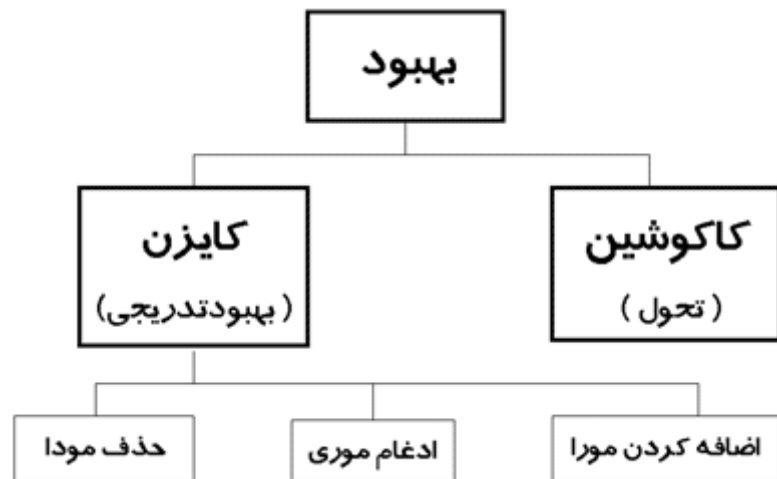 بهبود
کاکوشین
( تحول )
کایزن
(بهبودتدریجی)
اضافه کردن مورا
ادغام موری
حذف مودا